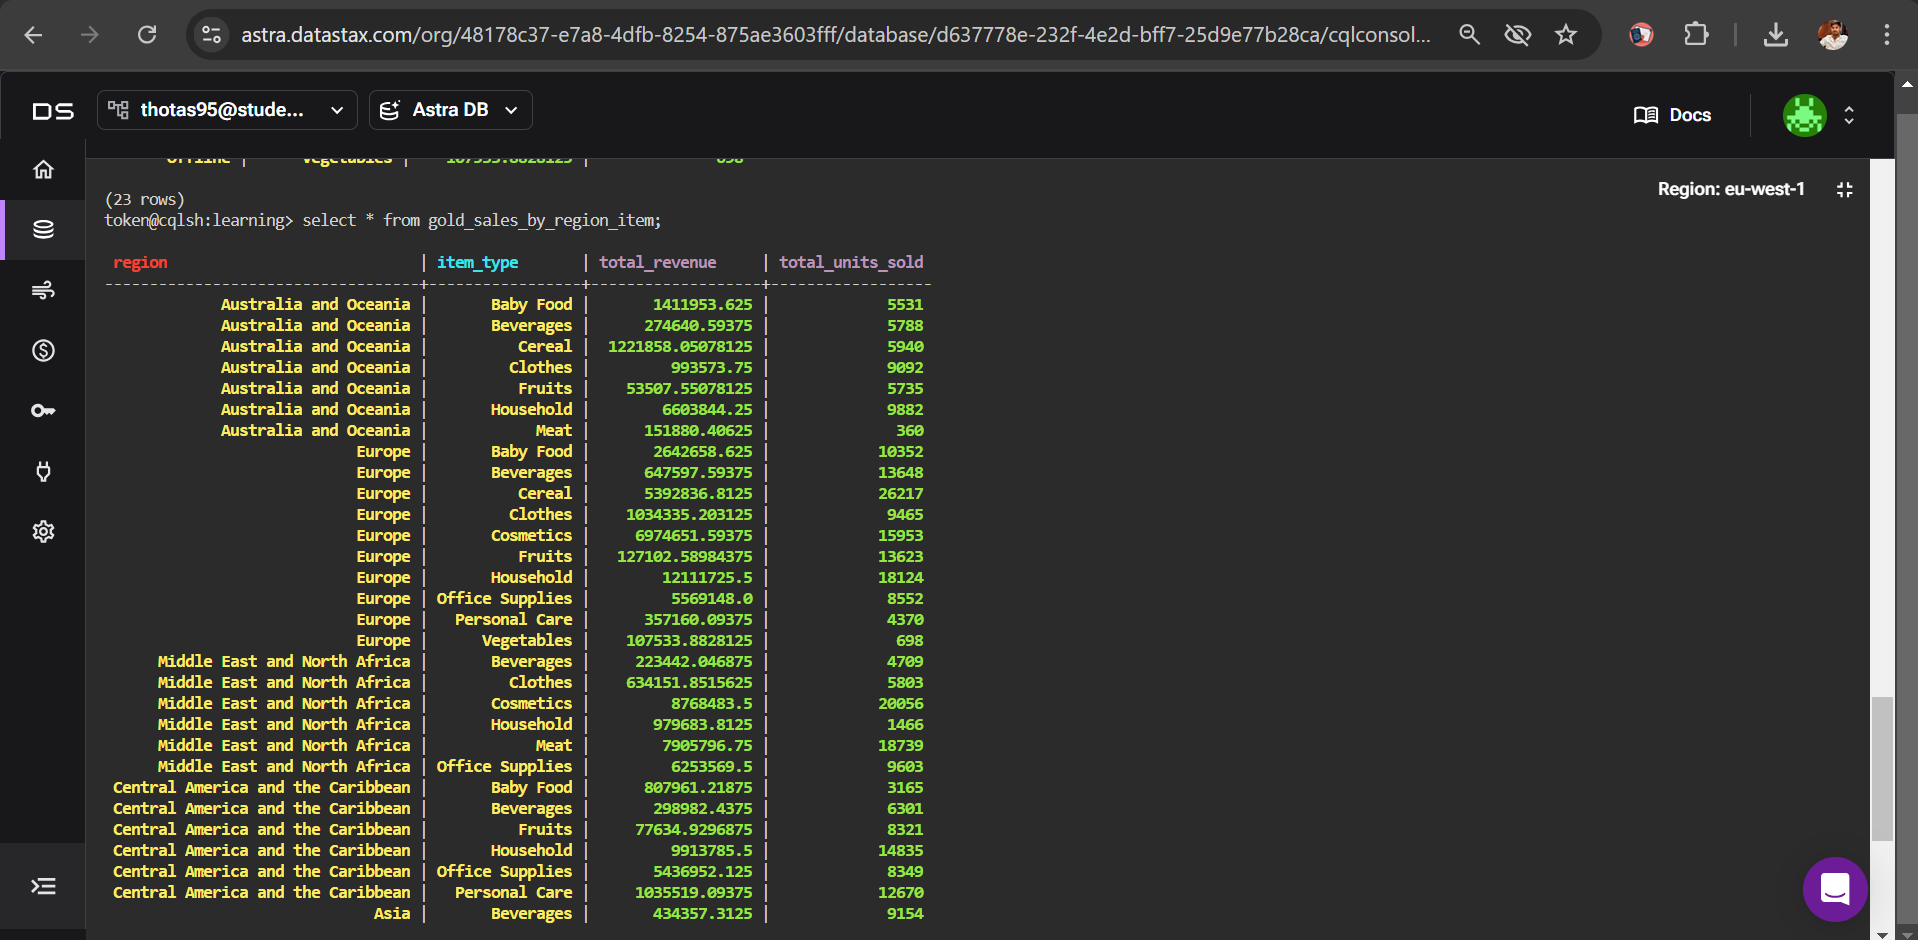 astra.datastax.com/org/48178c37-e7a8-4dfb-8254-875ae3603fff/database/d637778e-232f-4e2d-bff7-25d9e77b28ca/cqlconsol...
DS thotas95@stude... Astra DB Docs
Offline | Vegetables | 107533.8828125 | 698
(23 rows)
Region: eu-west-1
token@cqlsh:learning> select * from gold_sales_by_region_item;
region | item_type | total_revenue | total_units_sold
-----------------------------------+-----------------+-------------------+------------------
Australia and Oceania | Baby Food | 1411953.625 | 5531
Australia and Oceania | Beverages | 274640.59375 | 5788
Australia and Oceania | Cereal | 1221858.05078125 | 5940
Australia and Oceania | Clothes | 993573.75 | 9092
Australia and Oceania | Fruits | 53507.55078125 | 5735
Australia and Oceania | Household | 6603844.25 | 9882
Australia and Oceania | Meat | 151880.40625 | 360
Europe | Baby Food | 2642658.625 | 10352
Europe | Beverages | 647597.59375 | 13648
Europe | Cereal | 5392836.8125 | 26217
Europe | Clothes | 1034335.203125 | 9465
Europe | Cosmetics | 6974651.59375 | 15953
Europe | Fruits | 127102.58984375 | 13623
Europe | Household | 12111725.5 | 18124
Europe | Office Supplies | 5569148.0 | 8552
Europe | Personal Care | 357160.09375 | 4370
Europe | Vegetables | 107533.8828125 | 698
Middle East and North Africa | Beverages | 223442.046875 | 4709
Middle East and North Africa | Clothes | 634151.8515625 | 5803
Middle East and North Africa | Cosmetics | 8768483.5 | 20056
Middle East and North Africa | Household | 979683.8125 | 1466
Middle East and North Africa | Meat | 7905796.75 | 18739
Middle East and North Africa | Office Supplies | 6253569.5 | 9603
Central America and the Caribbean | Baby Food | 807961.21875 | 3165
Central America and the Caribbean | Beverages | 298982.4375 | 6301
Central America and the Caribbean | Fruits | 77634.9296875 | 8321
Central America and the Caribbean | Household | 9913785.5 | 14835
Central America and the Caribbean | Office Supplies | 5436952.125 | 8349
Central America and the Caribbean | Personal Care | 1035519.09375 | 12670
Asia | Beverages | 434357.3125 | 9154